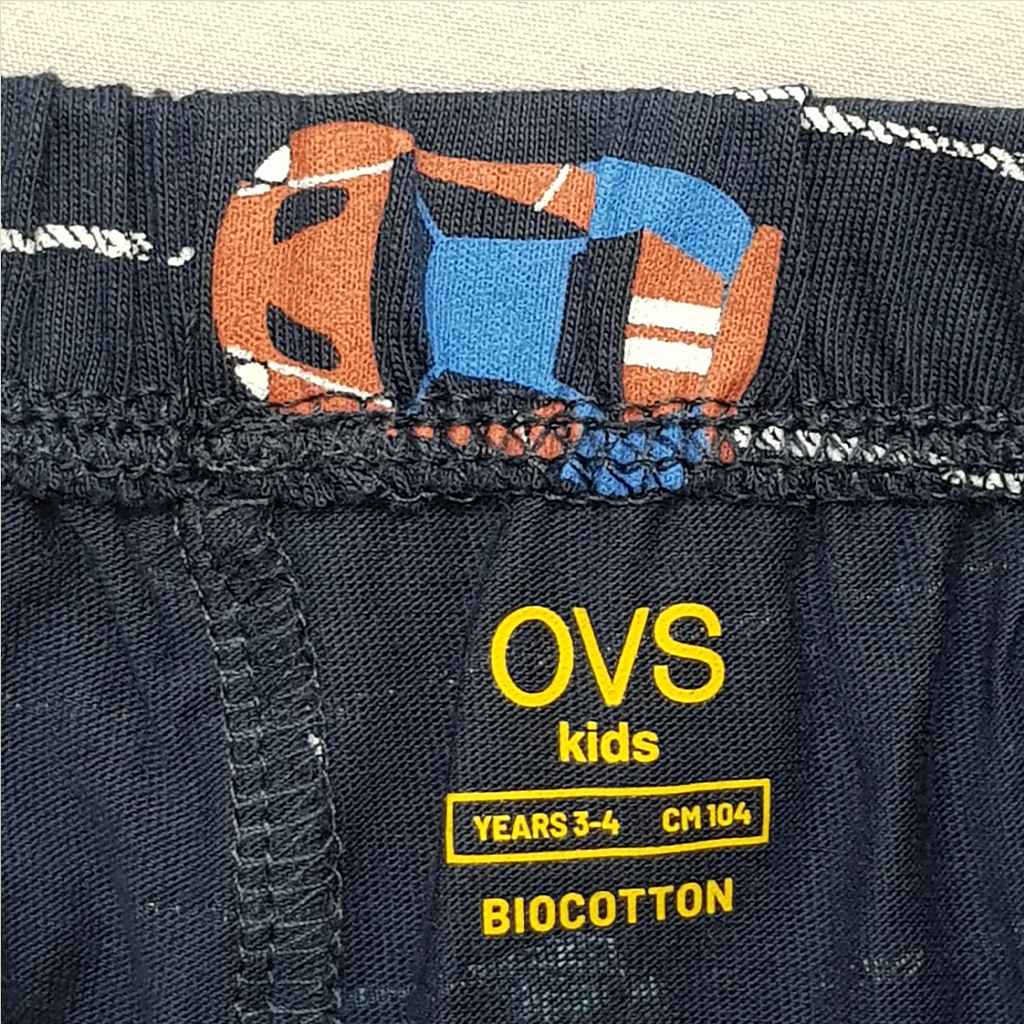 OVS
kids
YEARS 3-4 CM 104
BIOCOTTON